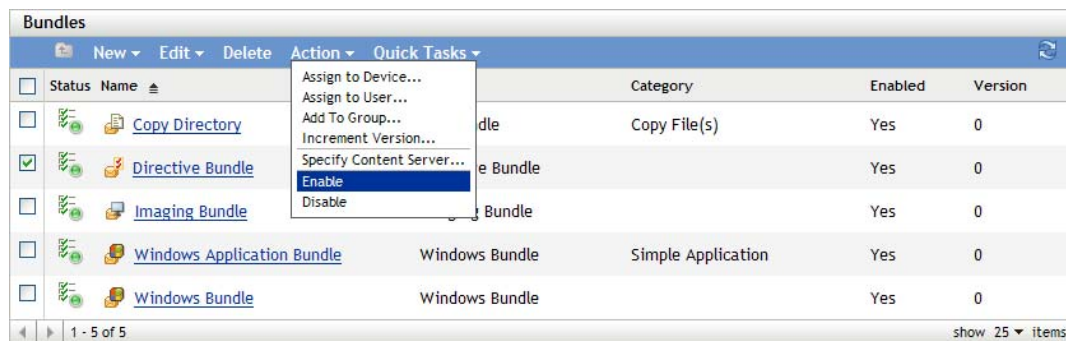 Bundles
New Edit Delete Action Quick Tasks
Status Name Category Enabled Version
Assign to Device...
Assign to User...
Add To Group...
Increment Version...
Specify Content Server...
Enable
Disable
Copy Directory dle Copy File(s) Yes 0
Directive Bundle e Bundle Yes 0
Imaging Bundle Bundle Yes 0
Windows Application Bundle Windows Bundle Simple Application Yes 0
Windows Bundle Windows Bundle Yes 0
1 - 5 of 5 show 25 items